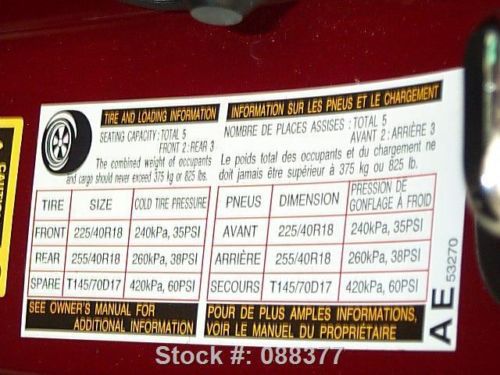 TIRE AND LOADING INFORMATION
SEATING CAPACITY: TOTAL 5
FRONT 2: REAR 3
The combined weight of occupants
and cargo should never exceed 375 kg or 825 lbs.
TIRE SIZE COLD TIRE PRESSURE
FRONT 225/40R18 240kPa, 35PSI
REAR 255/40R18 260kPa, 38PSI
SPARE T145/70D17 420kPa, 60PSI
SEE OWNER'S MANUAL FOR
ADDITIONAL INFORMATION
INFORMATION SUR LES PNEUS ET LE CHARGEMENT
NOMBRE DE PLACES ASSISES : TOTAL 5
AVANT 2: ARRIÈRE 3
Le poids total des occupants et du chargement ne
doit jamais être supérieur à 375 kg ou 825 lb.
PNEUS DIMENSION PRESSION DE
GONFLAGE À FROID
AVANT 225/40R18 240kPa, 35PSI
ARRIÈRE 255/40R18 260kPa, 38PSI
SECOURS T145/70D17 420kPa, 60PSI
POUR DE PLUS AMPLES INFORMATIONS,
VOIR LE MANUEL DU PROPRIÉTAIRE
AE 53270
Stock #: 088377